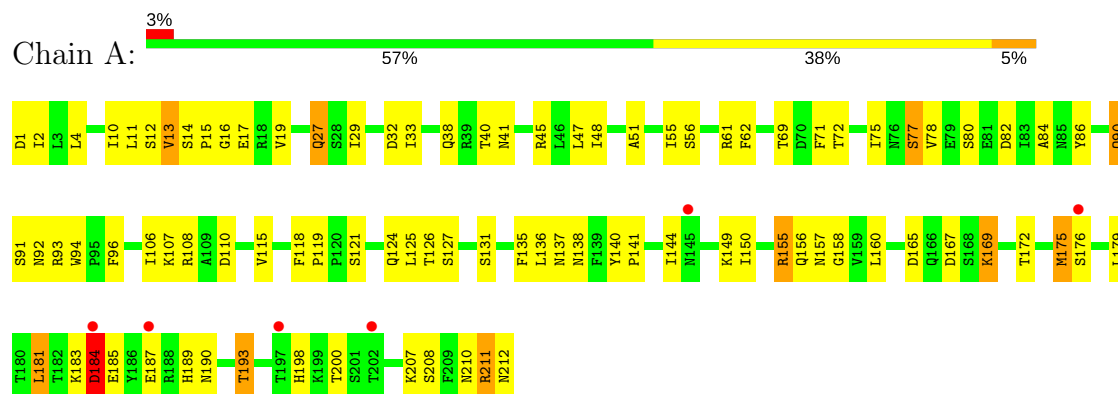 3%
Chain A:
57% 38% 5%
D1 I2 L3 L4 I10 L11 S12 V13 S14 P15 G16 E17 R18 V19 Q27 S28 I29 D32 I33 Q38 R39 T40 N41 R45 L46 L47 I48 A51 I55 S56 R61 F62 T69 D70 F71 T72 I75 N76 S77 V78 E79 S80 E81 D82 I83 A84 N85 Y86
S91 N92 R93 W94 P95 F96 I106 K107 R108 A109 D110 V115 F118 P119 P120 S121 Q124 L125 T126 S127 S131 F135 L136 N137 N138 F139 Y140 P141 I144 N145 K149 I150 R155 Q156 N157 G158 V159 L160 D165 Q166 D167 S168 K169 T172 M175 S176
T180 L181 T182 K183 D184 E185 Y186 E187 R188 H189 N190 T193 T197 H198 K199 T200 S201 T202 K207 S208 F209 N210 R211 N212